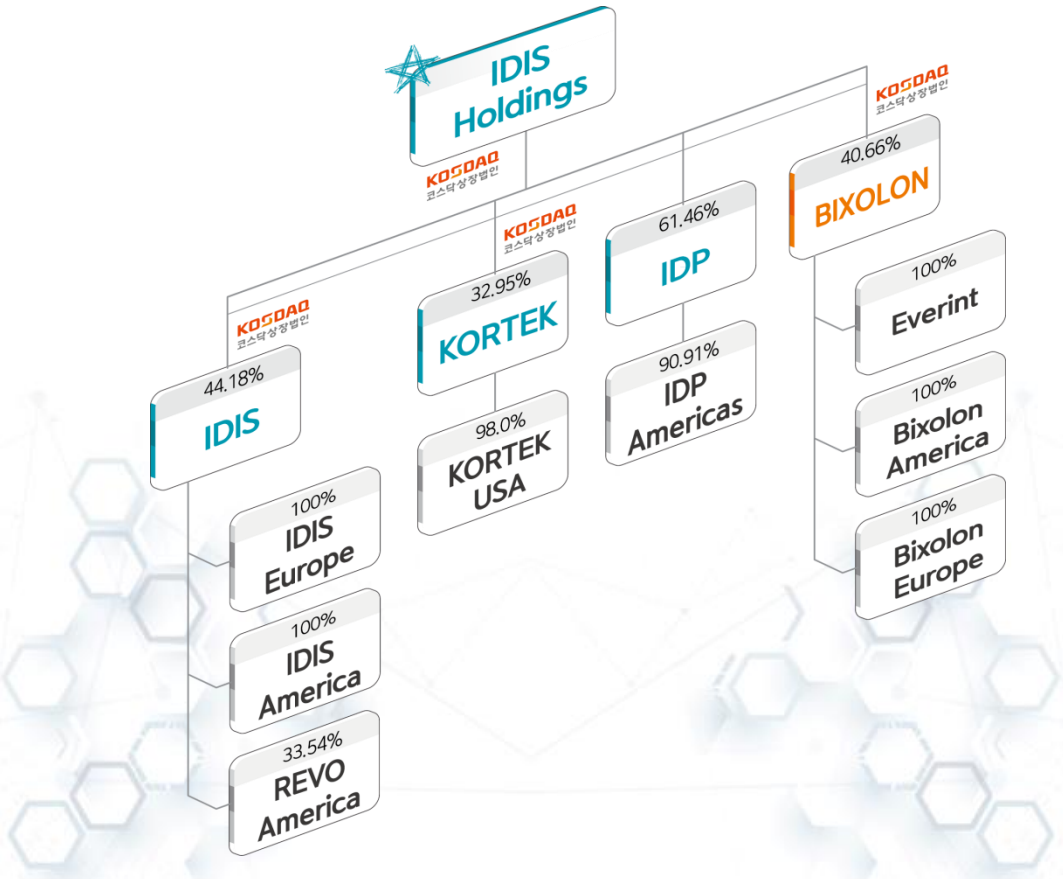 IDIS
Holdings
KOSDAQ
코스닥상장법인
KOSDAQ
코스닥상장법인
44.18%
IDIS
100%
IDIS
Europe
100%
IDIS
America
33.54%
REVO
America
KOSDAQ
코스닥상장법인
32.95%
KORTEK
98.0%
KORTEK
USA
61.46%
IDP
90.91%
IDP
Americas
KOSDAQ
코스닥상장법인
40.66%
BIXOLON
100%
Everint
100%
Bixolon
America
100%
Bixolon
Europe